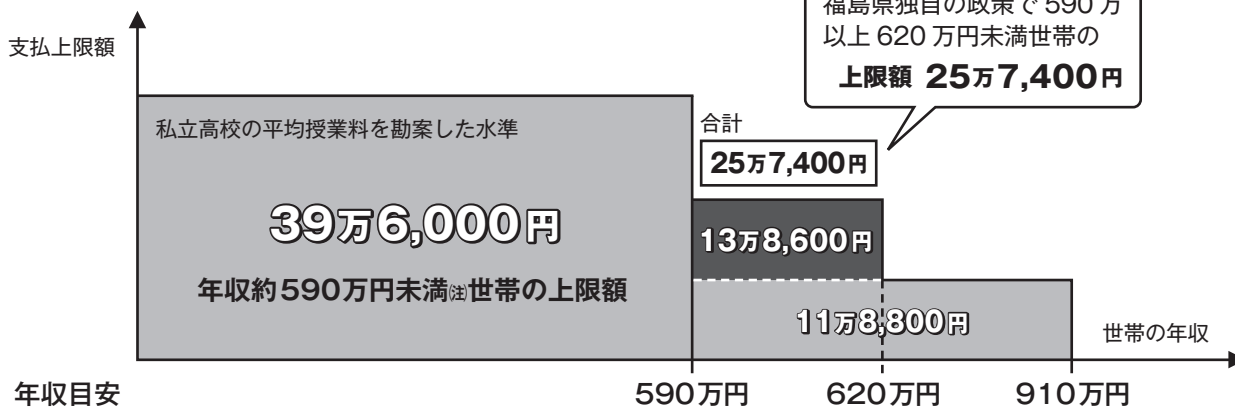 福島県独自の政策で590万
以上620万円未満世帯の
上限額 25万7,400円
支払上限額
私立高校の平均授業料を勘案した水準
合計
25万7,400円
39万6,000円
13万8,600円
年収約590万円未満㊟世帯の上限額
11万8,800円
世帯の年収
年収目安
590万円
620万円
910万円